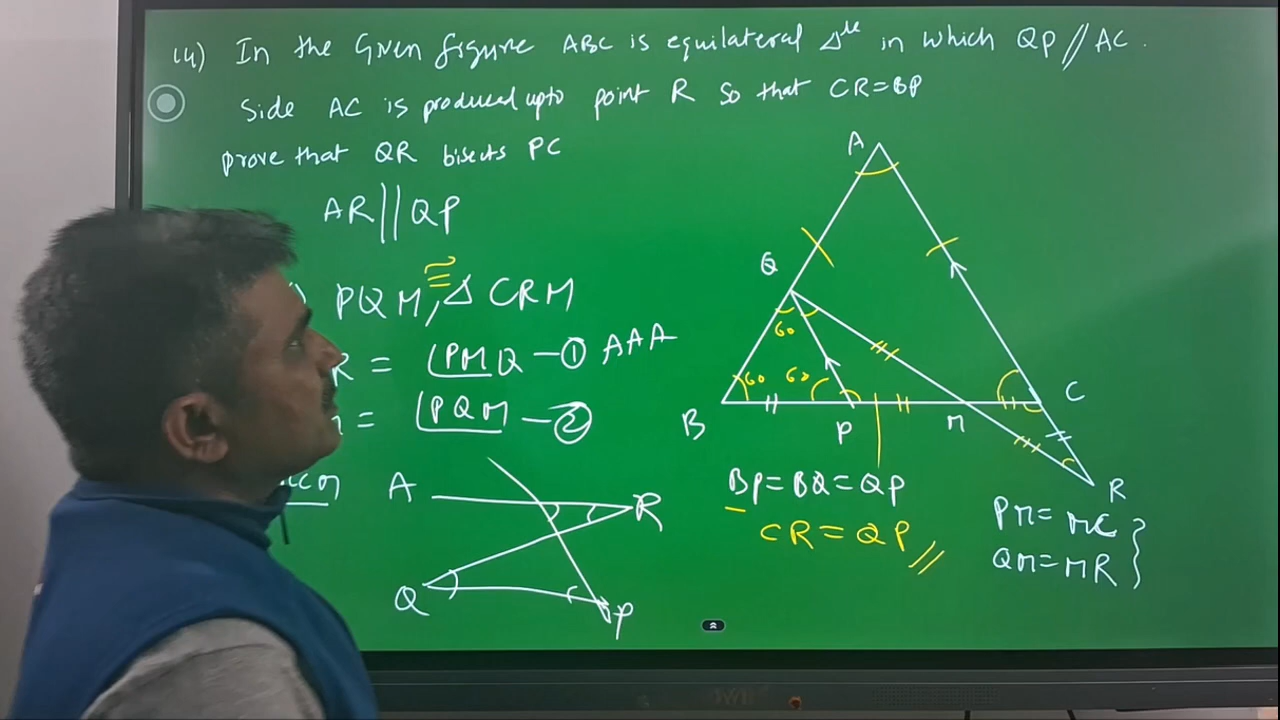 14) In the Given figure ABC is equilateral Δle in which QP // AC.
Side AC is produced upto point R so that CR=BP
prove that QR bisects PC
AR || QP
PQM, ≅ Δ CRM
R = ∠PMQ — ① AAA
= ∠PQM — ②
A
R
Q
P
A
Q
60
60
60
B
P
M
C
R
BP=BQ=QP
CR=QP //
PM=MC }
QM=MR